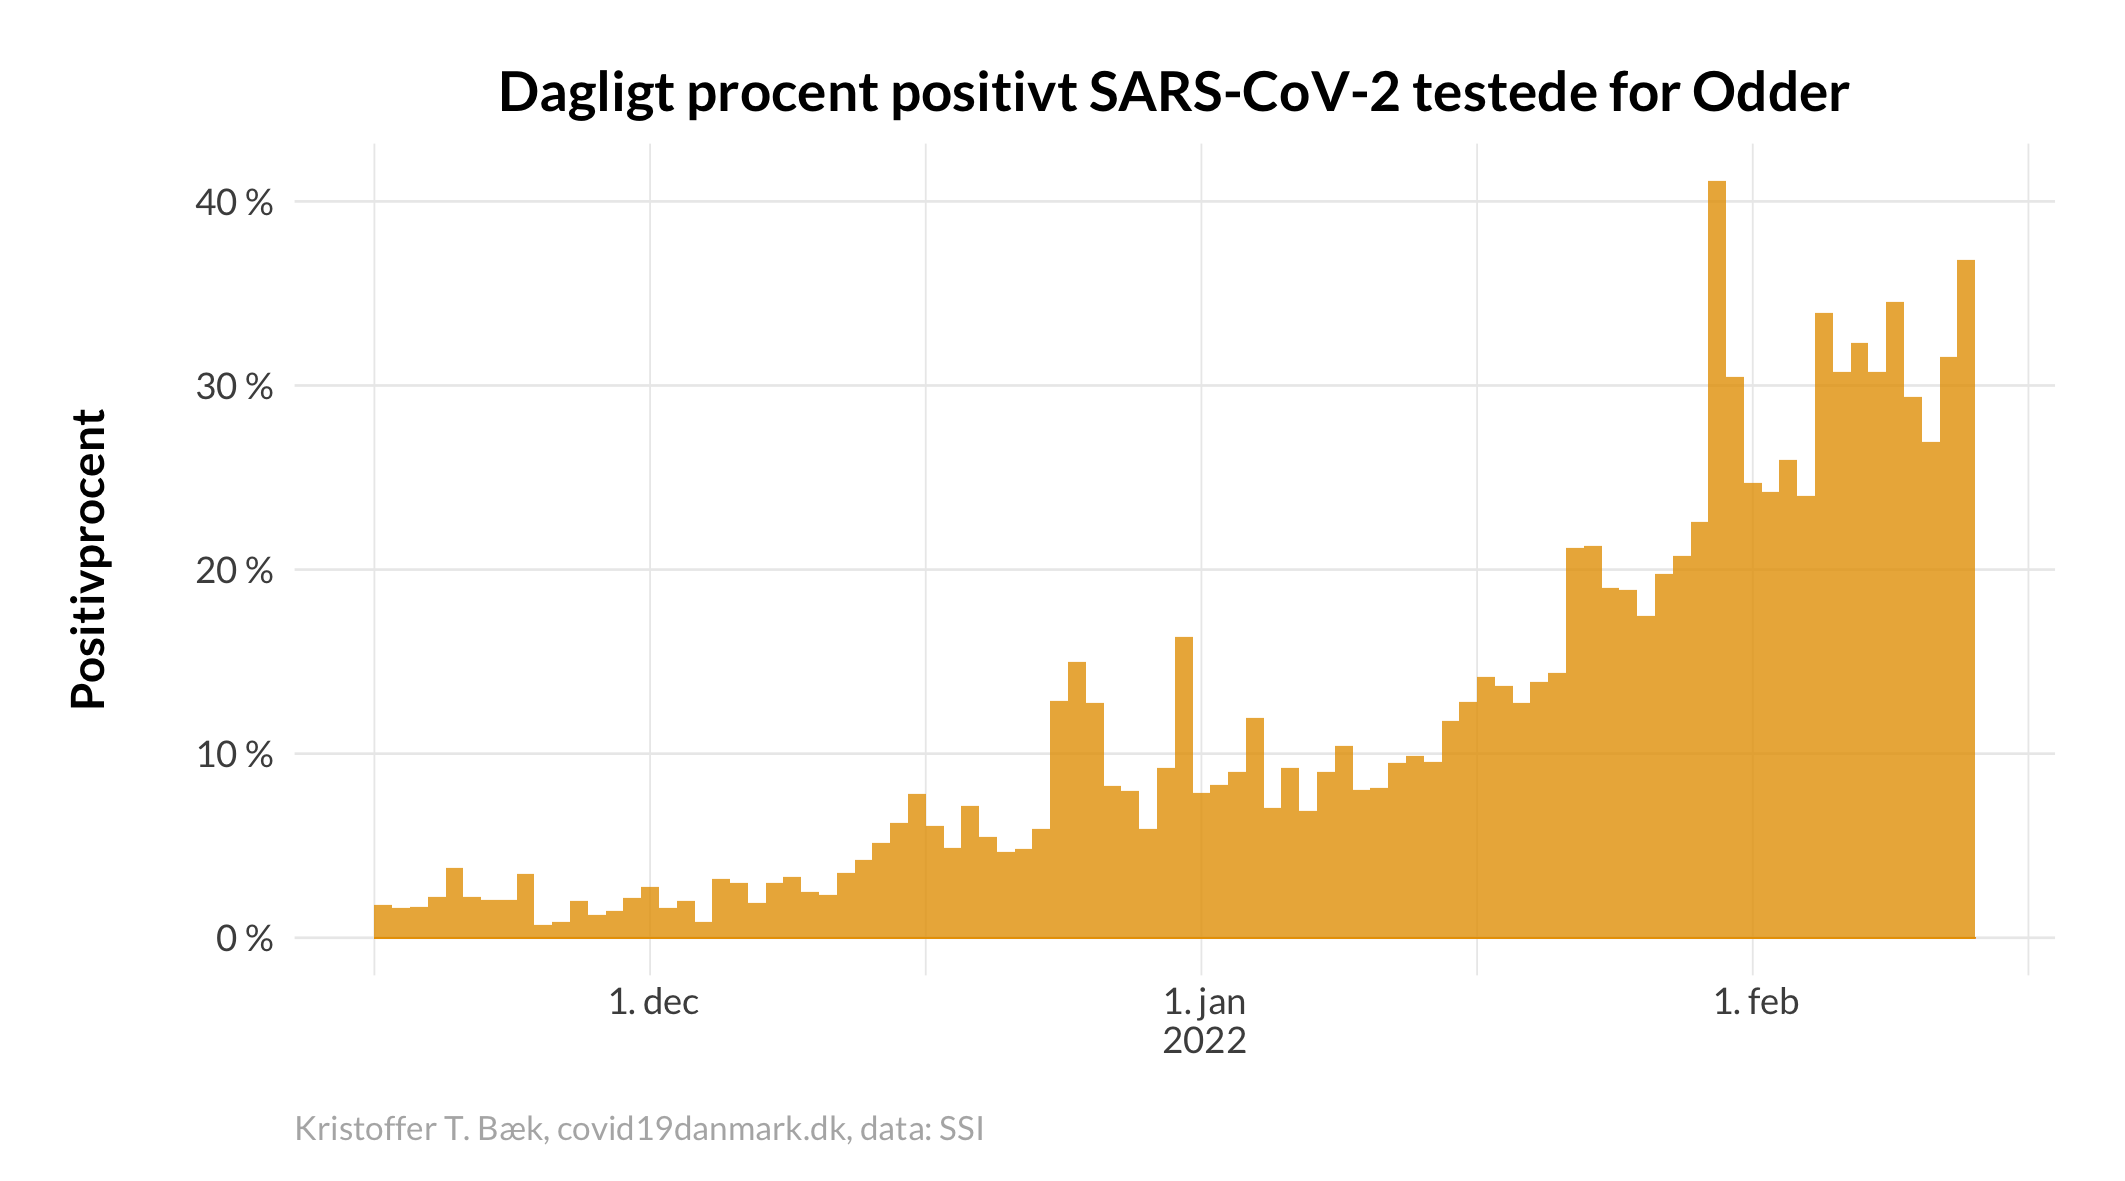 Dagligt procent positivt SARS-CoV-2 testede for Odder
Positivprocent
40 %
30 %
20 %
10 %
0 %
1. dec
1. jan
2022
1. feb
Kristoffer T. Bæk, covid19danmark.dk, data: SSI